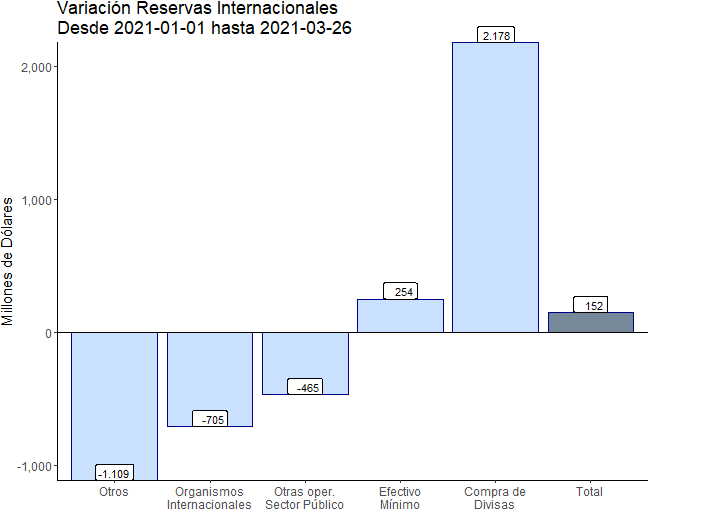 Variación Reservas Internacionales
Desde 2021-01-01 hasta 2021-03-26
Millones de Dólares
2,000
1,000
0
-1,000
-1.109
-705
-465
254
2.178
152
Otros
Organismos
Internacionales
Otras oper.
Sector Público
Efectivo
Mínimo
Compra de
Divisas
Total